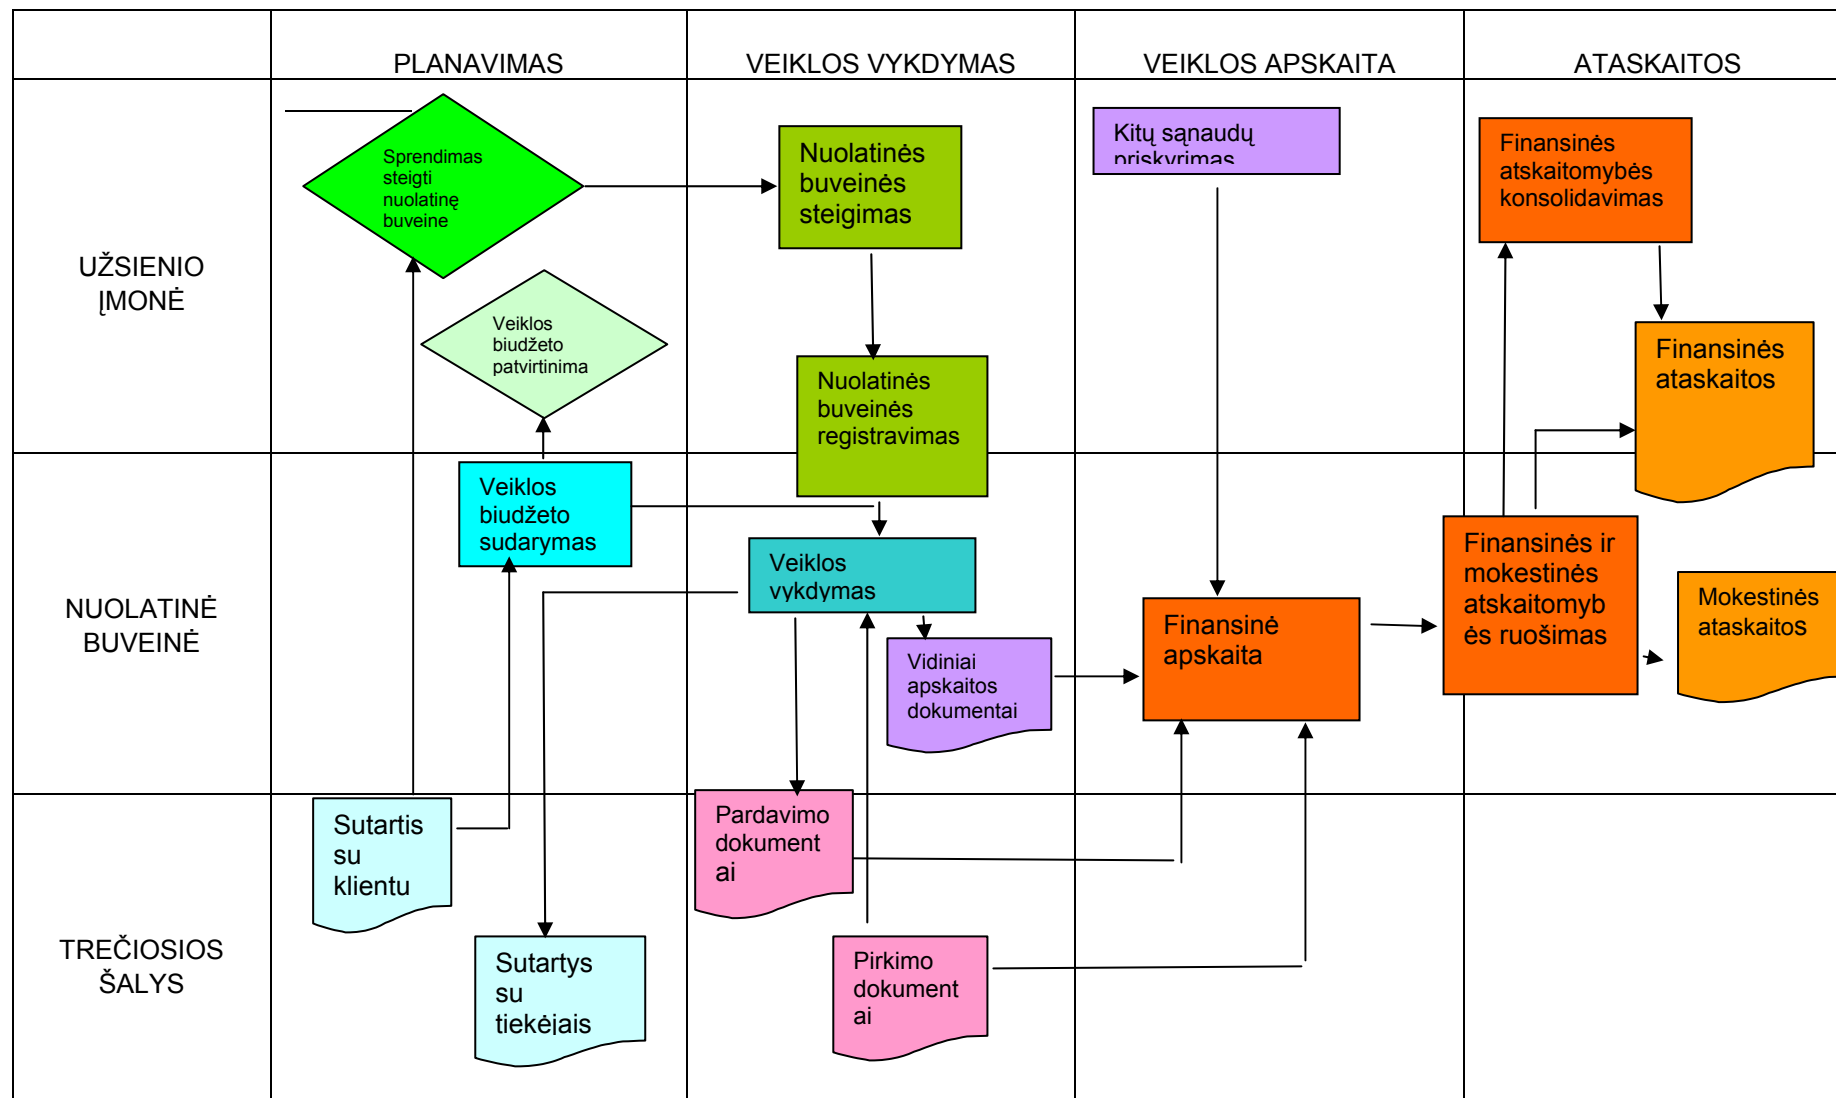 PLANAVIMAS
VEIKLOS VYKDYMAS
VEIKLOS APSKAITA
ATASKAITOS
UŽSIENIO
ĮMONĖ
Sprendimas
steigti
nuolatinę
buveine
Veiklos
biudžeto
patvirtinima
Nuolatinės
buveinės
steigimas
Nuolatinės
buveinės
registravimas
Kitų sąnaudų
priskyrimas
Finansinės
atskaitomybės
konsolidavimas
Finansinės
ataskaitos
NUOLATINĖ
BUVEINĖ
Veiklos
biudžeto
sudarymas
Veiklos
vykdymas
Vidiniai
apskaitos
dokumentai
Finansinė
apskaita
Finansinės ir
mokestinės
atskaitomyb
ės ruošimas
Mokestinės
ataskaitos
TREČIOSIOS
ŠALYS
Sutartis
su
klientu
Sutartys
su
tiekėjais
Pardavimo
dokument
ai
Pirkimo
dokument
ai